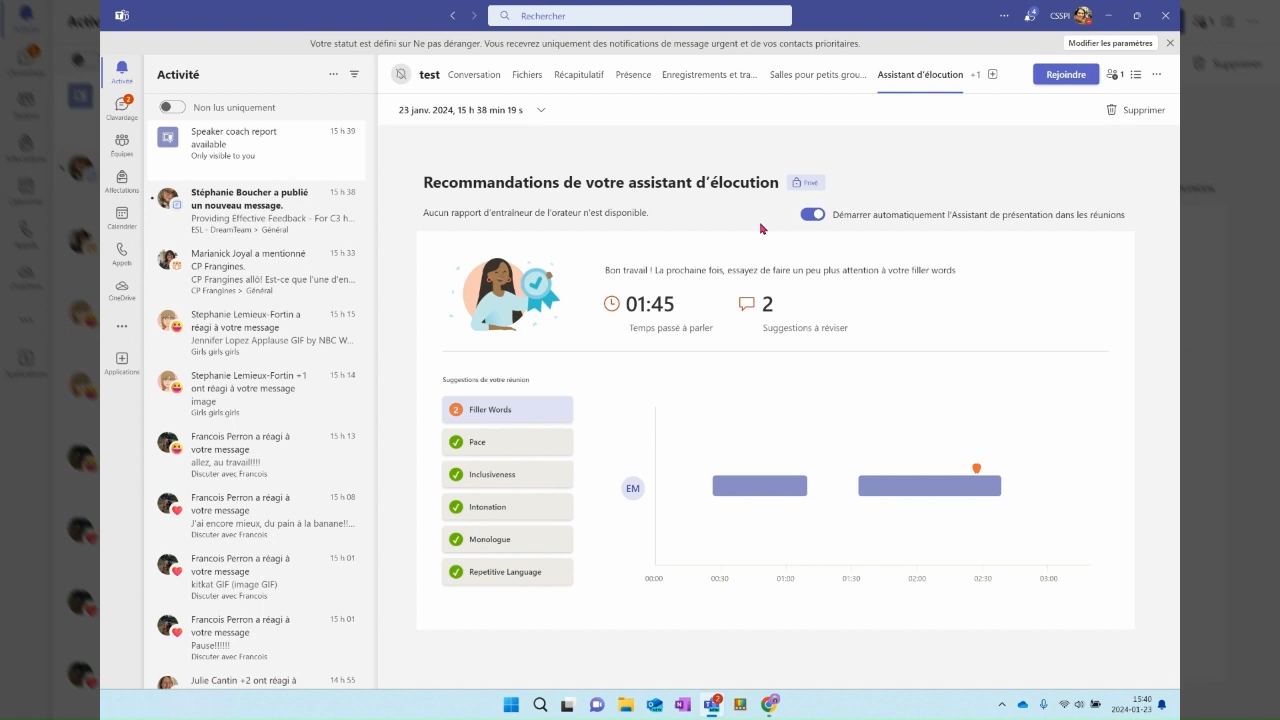 Rechercher
4
CSSPI
Votre statut est défini sur Ne pas déranger. Vous recevrez uniquement des notifications de message urgent et de vos contacts prioritaires.
Modifier les paramètres
Activité
2
Clavardage
Équipes
Affectations
Calendrier
Appels
OneDrive
Applications
Activité
Non lus uniquement
Speaker coach report
available
15 h 39
Only visible to you
Stéphanie Boucher a publié
un nouveau message.
15 h 38
Providing Effective Feedback - For C3 h...
ESL - DreamTeam > Général
Marianick Joyal a mentionné
CP Frangines.
15 h 33
CP Frangines allô! Est-ce que l'une d'en...
CP Frangines > Général
Stephanie Lemieux-Fortin a
réagi à votre message
15 h 15
Jennifer Lopez Applause GIF by NBC W...
Girls girls girls
Stephanie Lemieux-Fortin +1
ont réagi à votre message
15 h 14
image
Girls girls girls
Francois Perron a réagi à
votre message
15 h 13
allez, au travail!!!!
Discuter avec Francois
Francois Perron a réagi à
votre message
15 h 08
J'ai encore mieux, du pain à la banane!!...
Discuter avec Francois
Francois Perron a réagi à
votre message
15 h 01
kitkat GIF (image GIF)
Discuter avec Francois
Francois Perron a réagi à
votre message
15 h 01
Pause!!!!!!
Discuter avec Francois
Julie Cantin +2 ont réagi à
14 h 55
test
Conversation
Fichiers
Récapitulatif
Présence
Enregistrements et tra...
Salles pour petits grou...
Assistant d'élocution
+1
Rejoindre
1
23 janv. 2024, 15 h 38 min 19 s
Supprimer
Recommandations de votre assistant d'élocution
Privé
Aucun rapport d'entraîneur de l'orateur n'est disponible.
Démarrer automatiquement l'Assistant de présentation dans les réunions
Bon travail ! La prochaine fois, essayez de faire un peu plus attention à votre filler words
01:45
Temps passé à parler
2
Suggestions à réviser
Suggestions de votre réunion
2 Filler Words
Pace
Inclusiveness
Intonation
Monologue
Repetitive Language
EM
00:00
00:30
01:00
01:30
02:00
02:30
03:00
2
15:40
2024-01-23